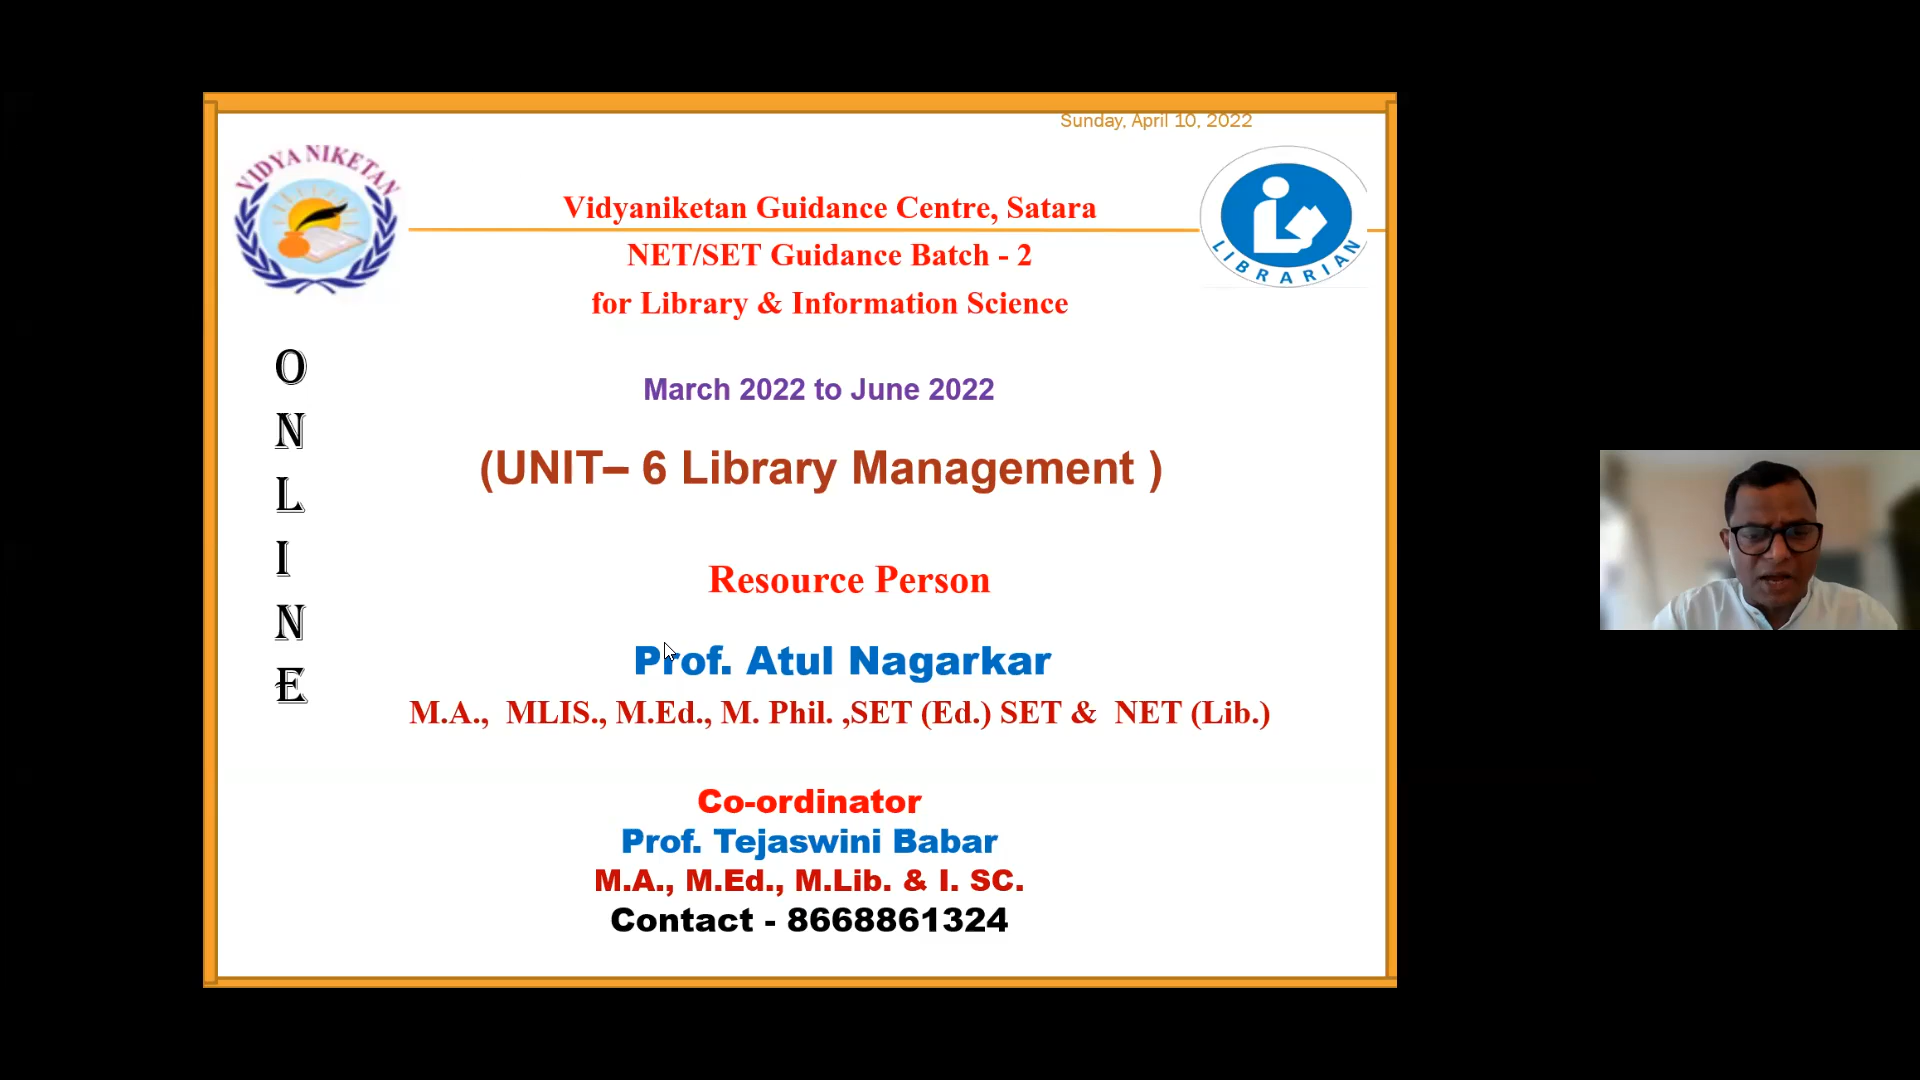 Sunday, April 10, 2022
VIDYA NIKETAN
Vidyaniketan Guidance Centre, Satara
NET/SET Guidance Batch - 2
for Library & Information Science
LIBRARIAN
O
N
L
I
N
E
March 2022 to June 2022
(UNIT– 6 Library Management )
Resource Person
Prof. Atul Nagarkar
M.A., MLIS., M.Ed., M. Phil. ,SET (Ed.) SET & NET (Lib.)
Co-ordinator
Prof. Tejaswini Babar
M.A., M.Ed., M.Lib. & I. SC.
Contact - 8668861324